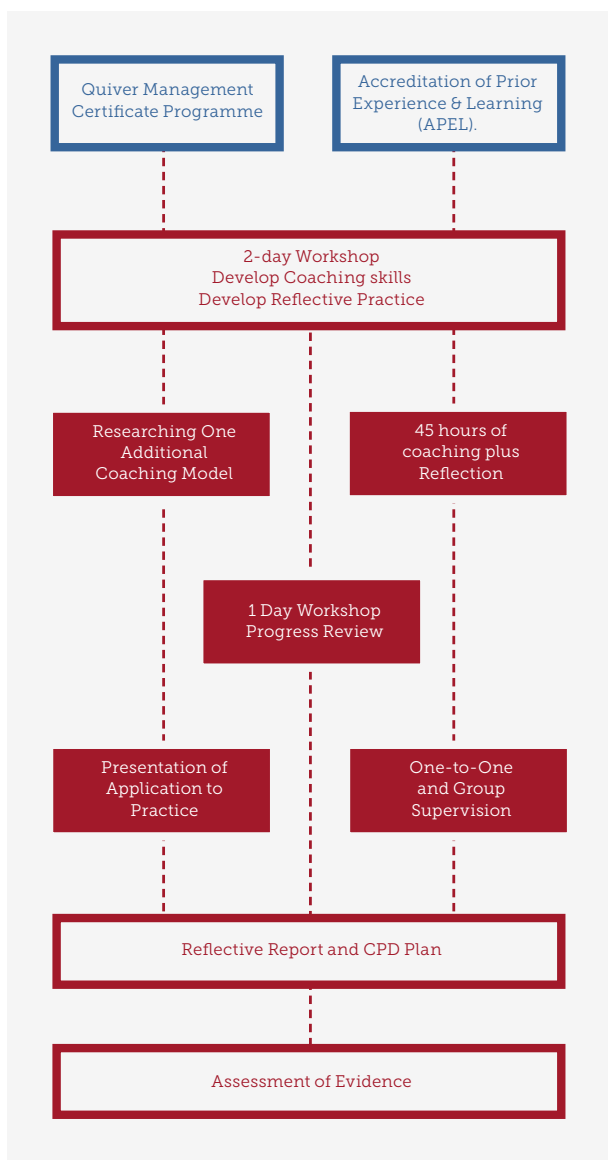 Quiver Management
Certificate Programme
Accreditation of Prior
Experience & Learning
(APEL).
2-day Workshop
Develop Coaching skills
Develop Reflective Practice
Researching One
Additional
Coaching Model
45 hours of
coaching plus
Reflection
1 Day Workshop
Progress Review
Presentation of
Application to
Practice
One-to-One
and Group
Supervision
Reflective Report and CPD Plan
Assessment of Evidence